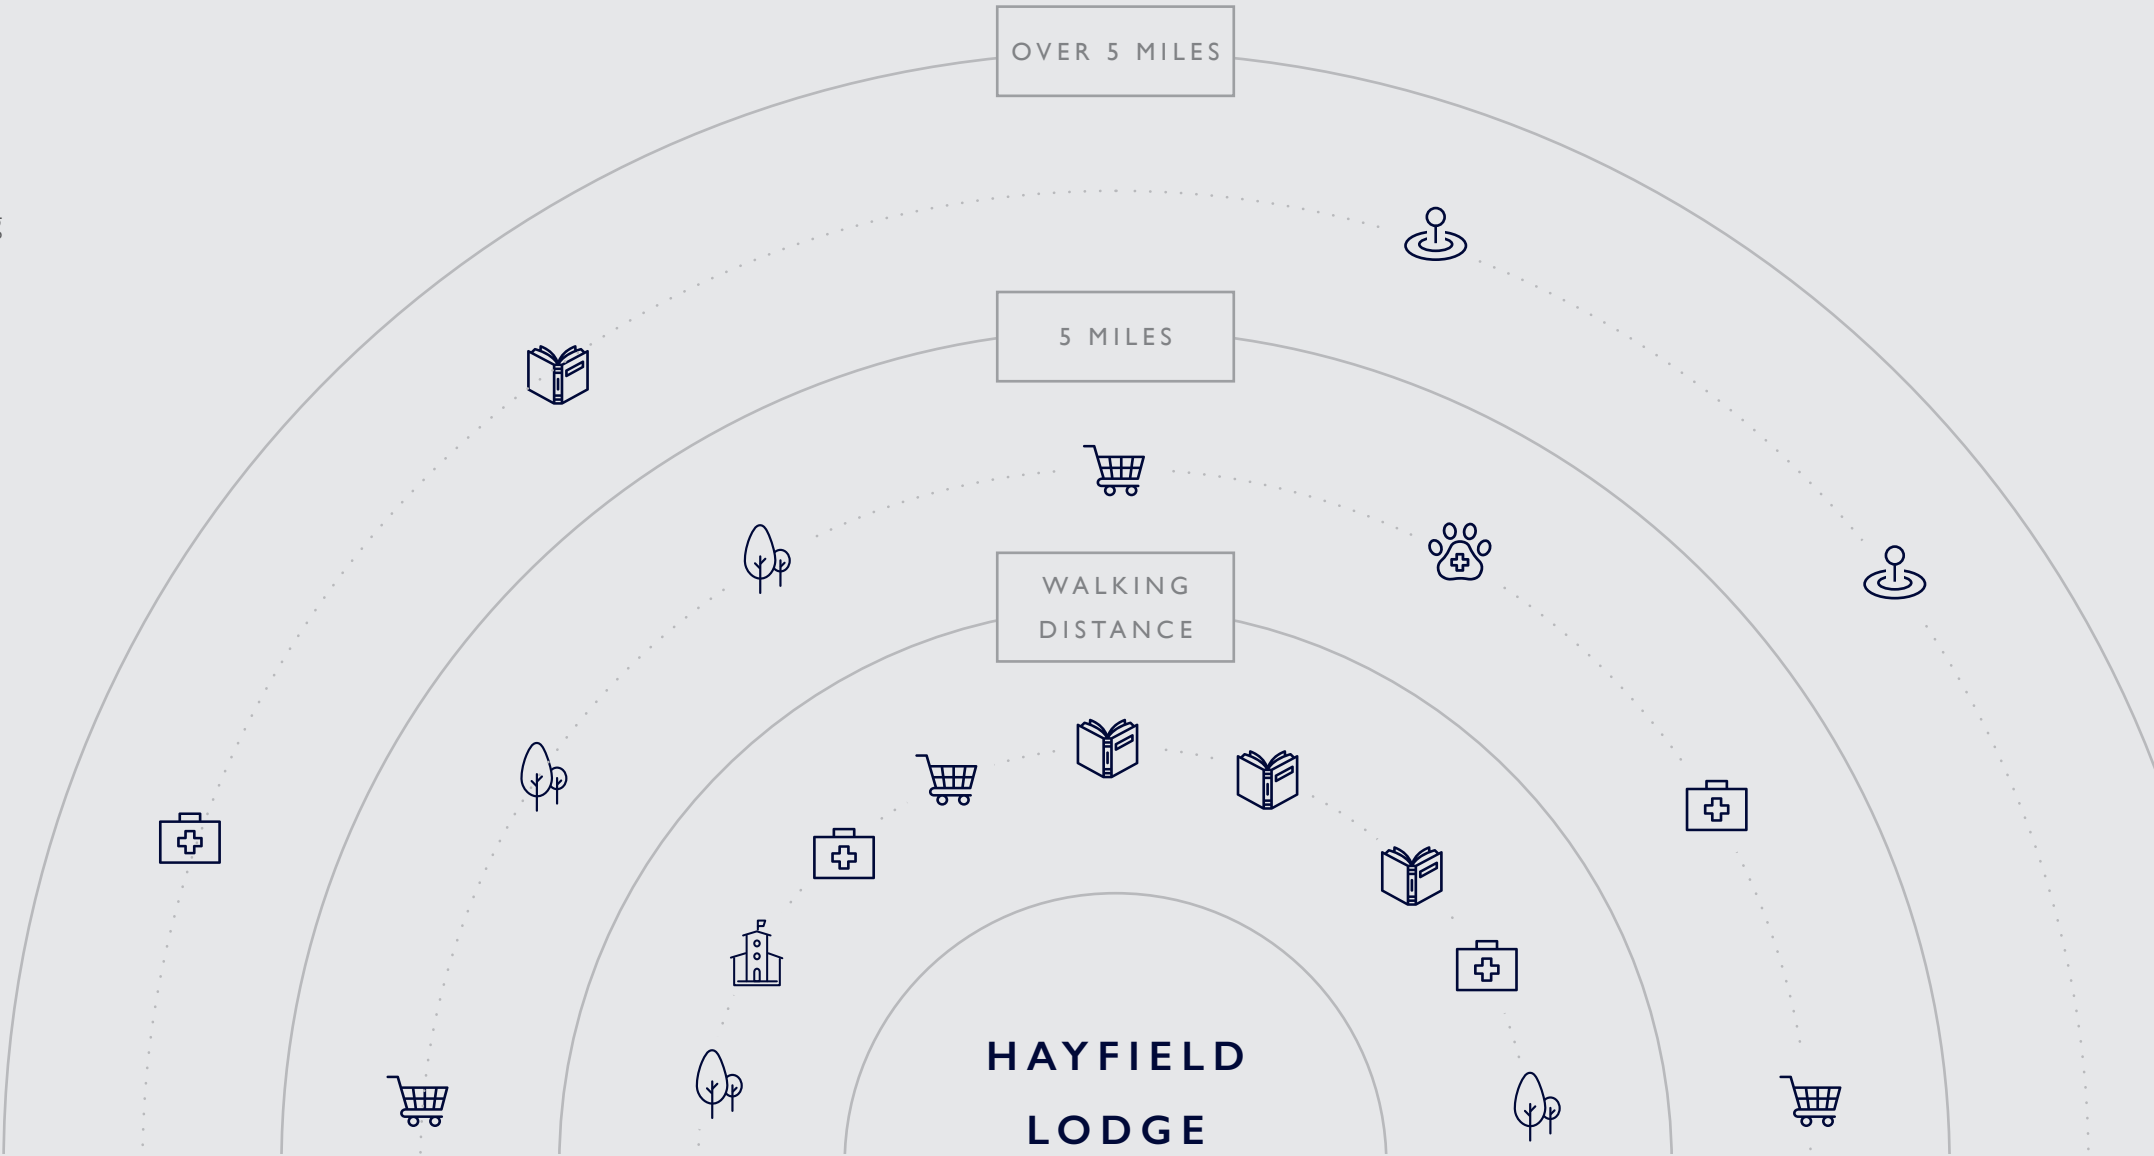 OVER 5 MILES
5 MILES
WALKING
DISTANCE
HAYFIELD
LODGE